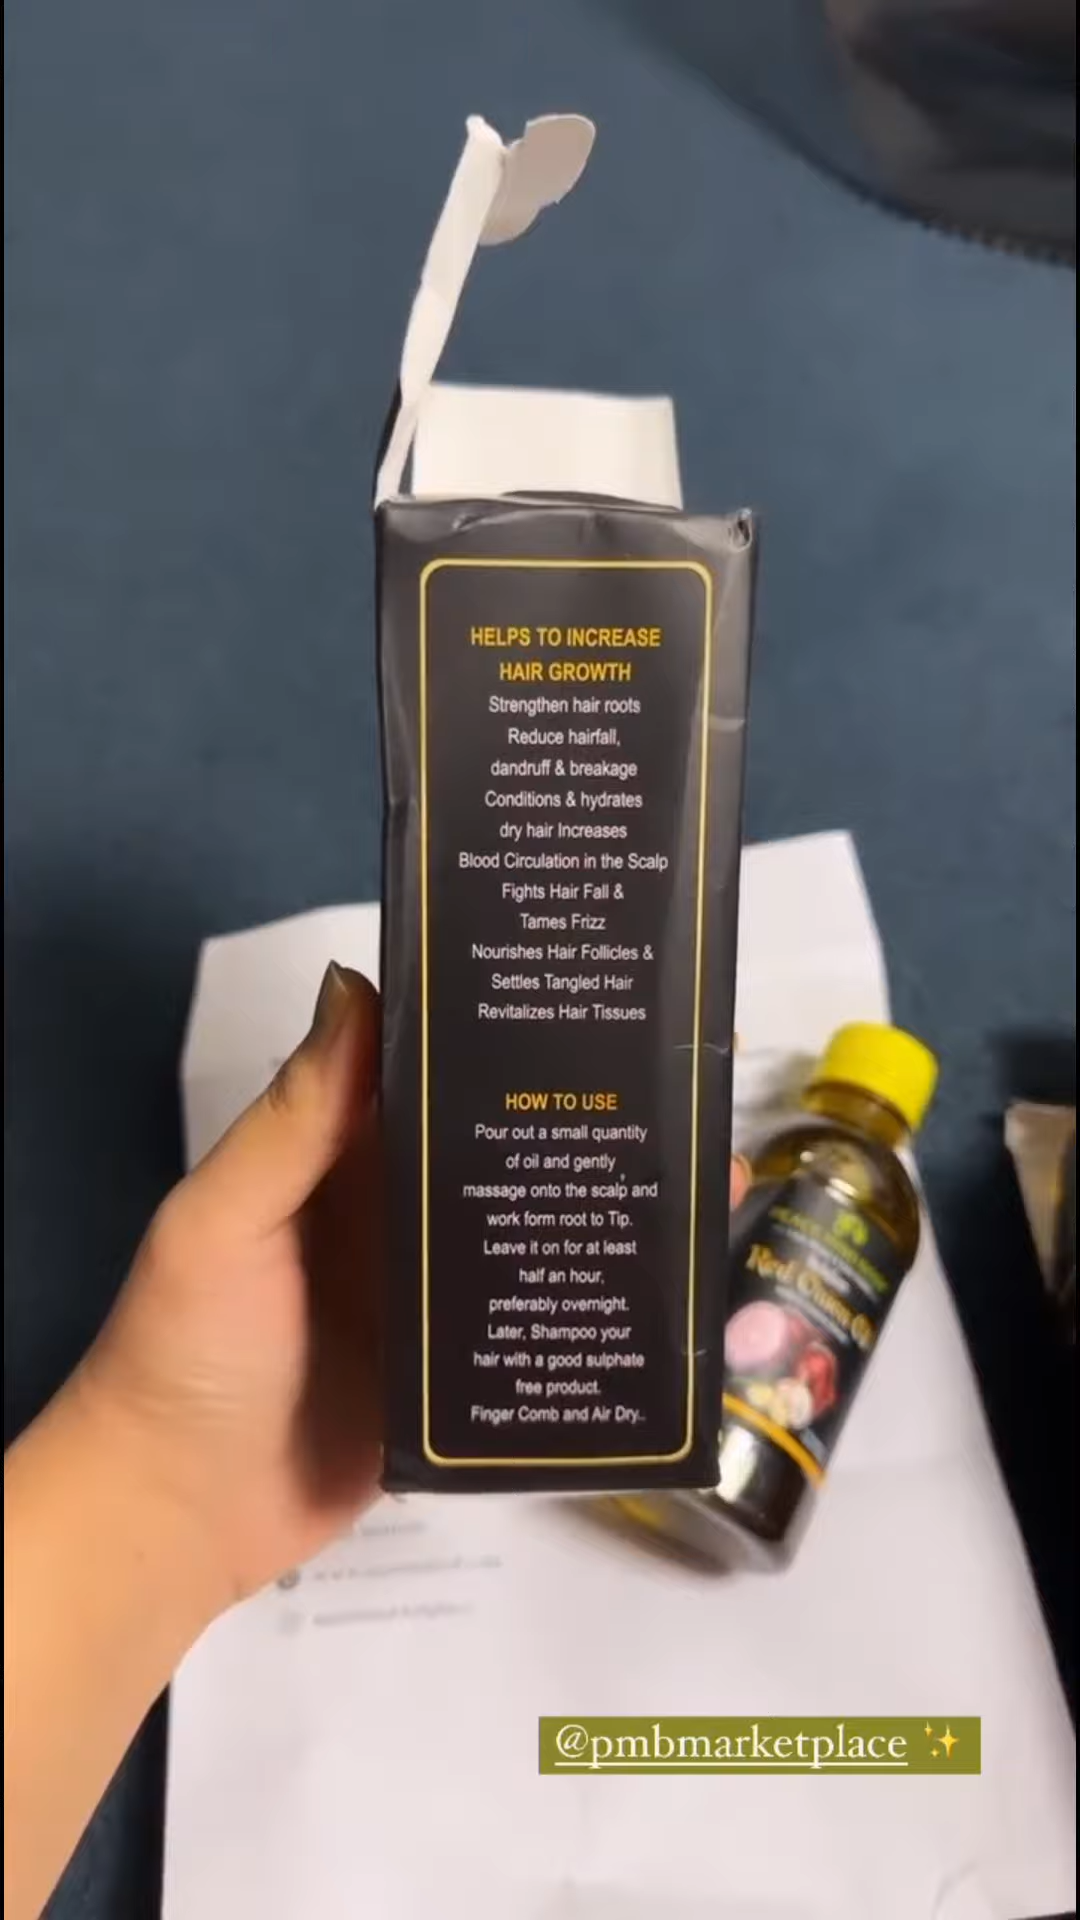 HELPS TO INCREASE
HAIR GROWTH
Strengthen hair roots
Reduce hairfall,
dandruff & breakage
Conditions & hydrates
dry hair Increases
Blood Circulation in the Scalp
Fights Hair Fall &
Tames Frizz
Nourishes Hair Follicles &
Settles Tangled Hair
Revitalizes Hair Tissues
HOW TO USE
Pour out a small quantity
of oil and gently
massage onto the scalp and
work form root to Tip.
Leave it on for at least
half an hour,
preferably overnight.
Later, Shampoo your
hair with a good sulphate
free product.
Finger Comb and Air Dry..
Red Onion Oil
@pmbmarketplace ✨